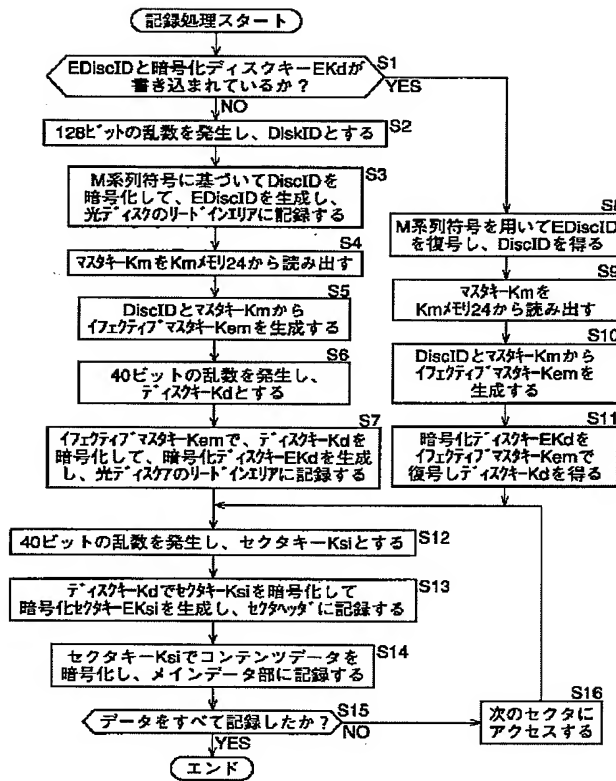 記録処理スタート
S1
EDiscIDと暗号化ディスクキーEKdが
書き込まれているか？
YES
NO
S2
128ビットの乱数を発生し、DiskIDとする
S3
M系列符号に基づいてDiscIDを
暗号化して、EDiscIDを生成し、
光ディスクのリードインエリアに記録する
S4
マスタキーKmをKmメモリ24から読み出す
S5
DiscIDとマスタキーKmから
イフェクティブマスタキーKemを生成する
S6
40ビットの乱数を発生し、
ディスクキーKdとする
S7
イフェクティブマスタキーKemで、ディスクキーKdを
暗号化して、暗号化ディスクキーEKdを生成
し、光ディスク7のリードインエリアに記録する
M系列符号を用いてEDiscID
を復号し、DiscIDを得る
S9
マスタキーKmを
Kmメモリ24から読み出す
S10
DiscIDとマスタキーKmから
イフェクティブマスタキーKemを
生成する
S11
暗号化ディスクキーEKdを
イフェクティブマスタキーKemで
復号しディスクキーKdを得る
S12
40ビットの乱数を発生し、セクタキーKsiとする
S13
ディスクキーKdでセクタキーKsiを暗号化して
暗号化セクタキーEKsiを生成し、セクタヘッダに記録する
S14
セクタキーKsiでコンテンツデータを
暗号化し、メインデータ部に記録する
S15
データをすべて記録したか？
NO
YES
S16
次のセクタに
アクセスする
エンド